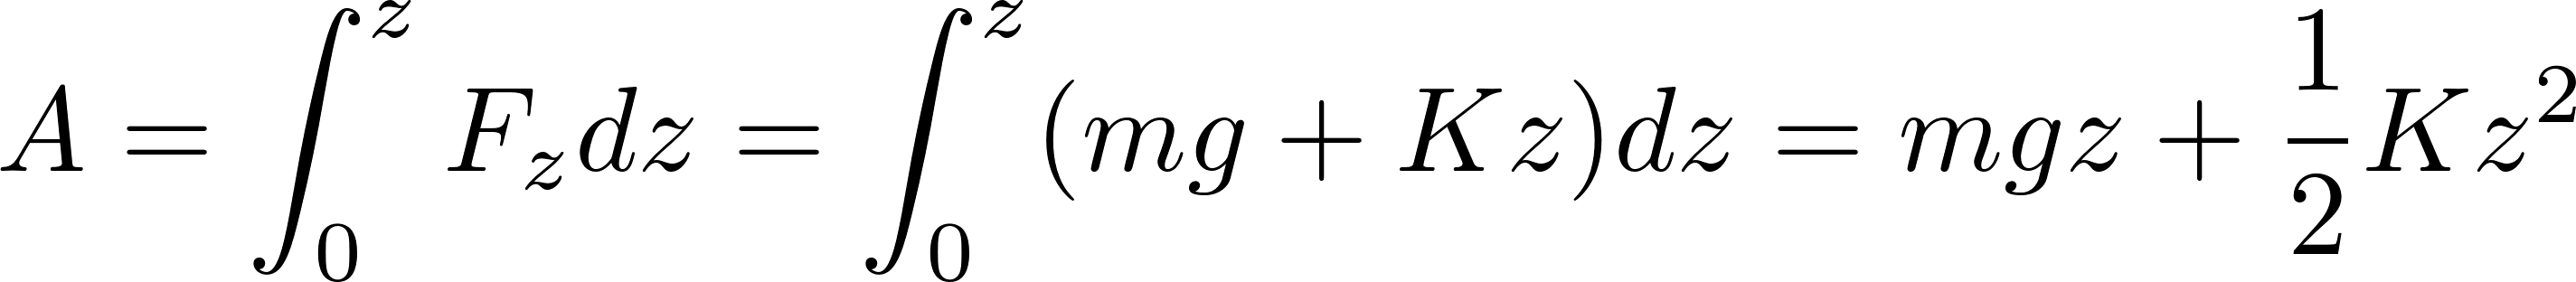 $A = \int_0^z F_z dz = \int_0^z (mg + Kz) dz = mgz + \frac{1}{2} K z^2$